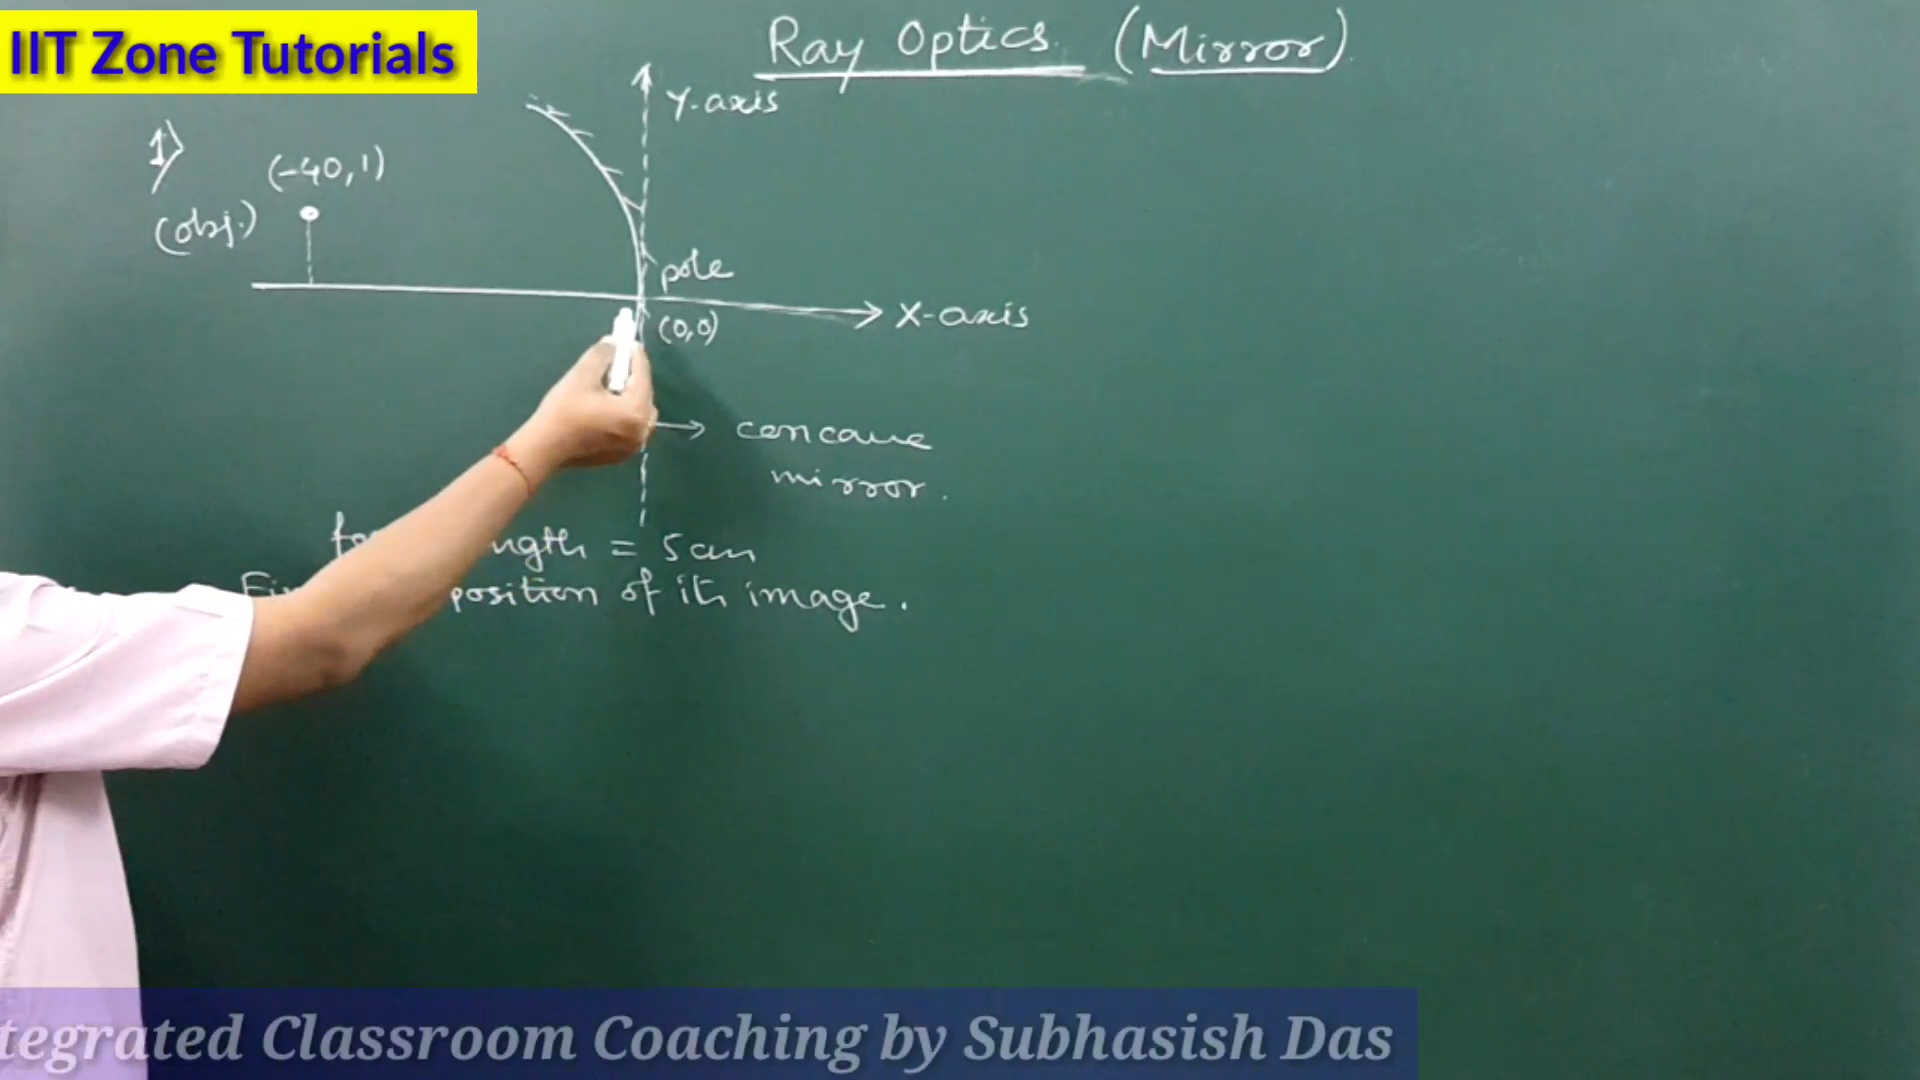 IIT Zone Tutorials
Ray Optics (Mirror)
Y-axis
1)
(-40,1)
(obj.)
pole
(0,0)
X-axis
concave
mirror.
= 5cm
position of its image.
tegrated Classroom Coaching by Subhasish Das